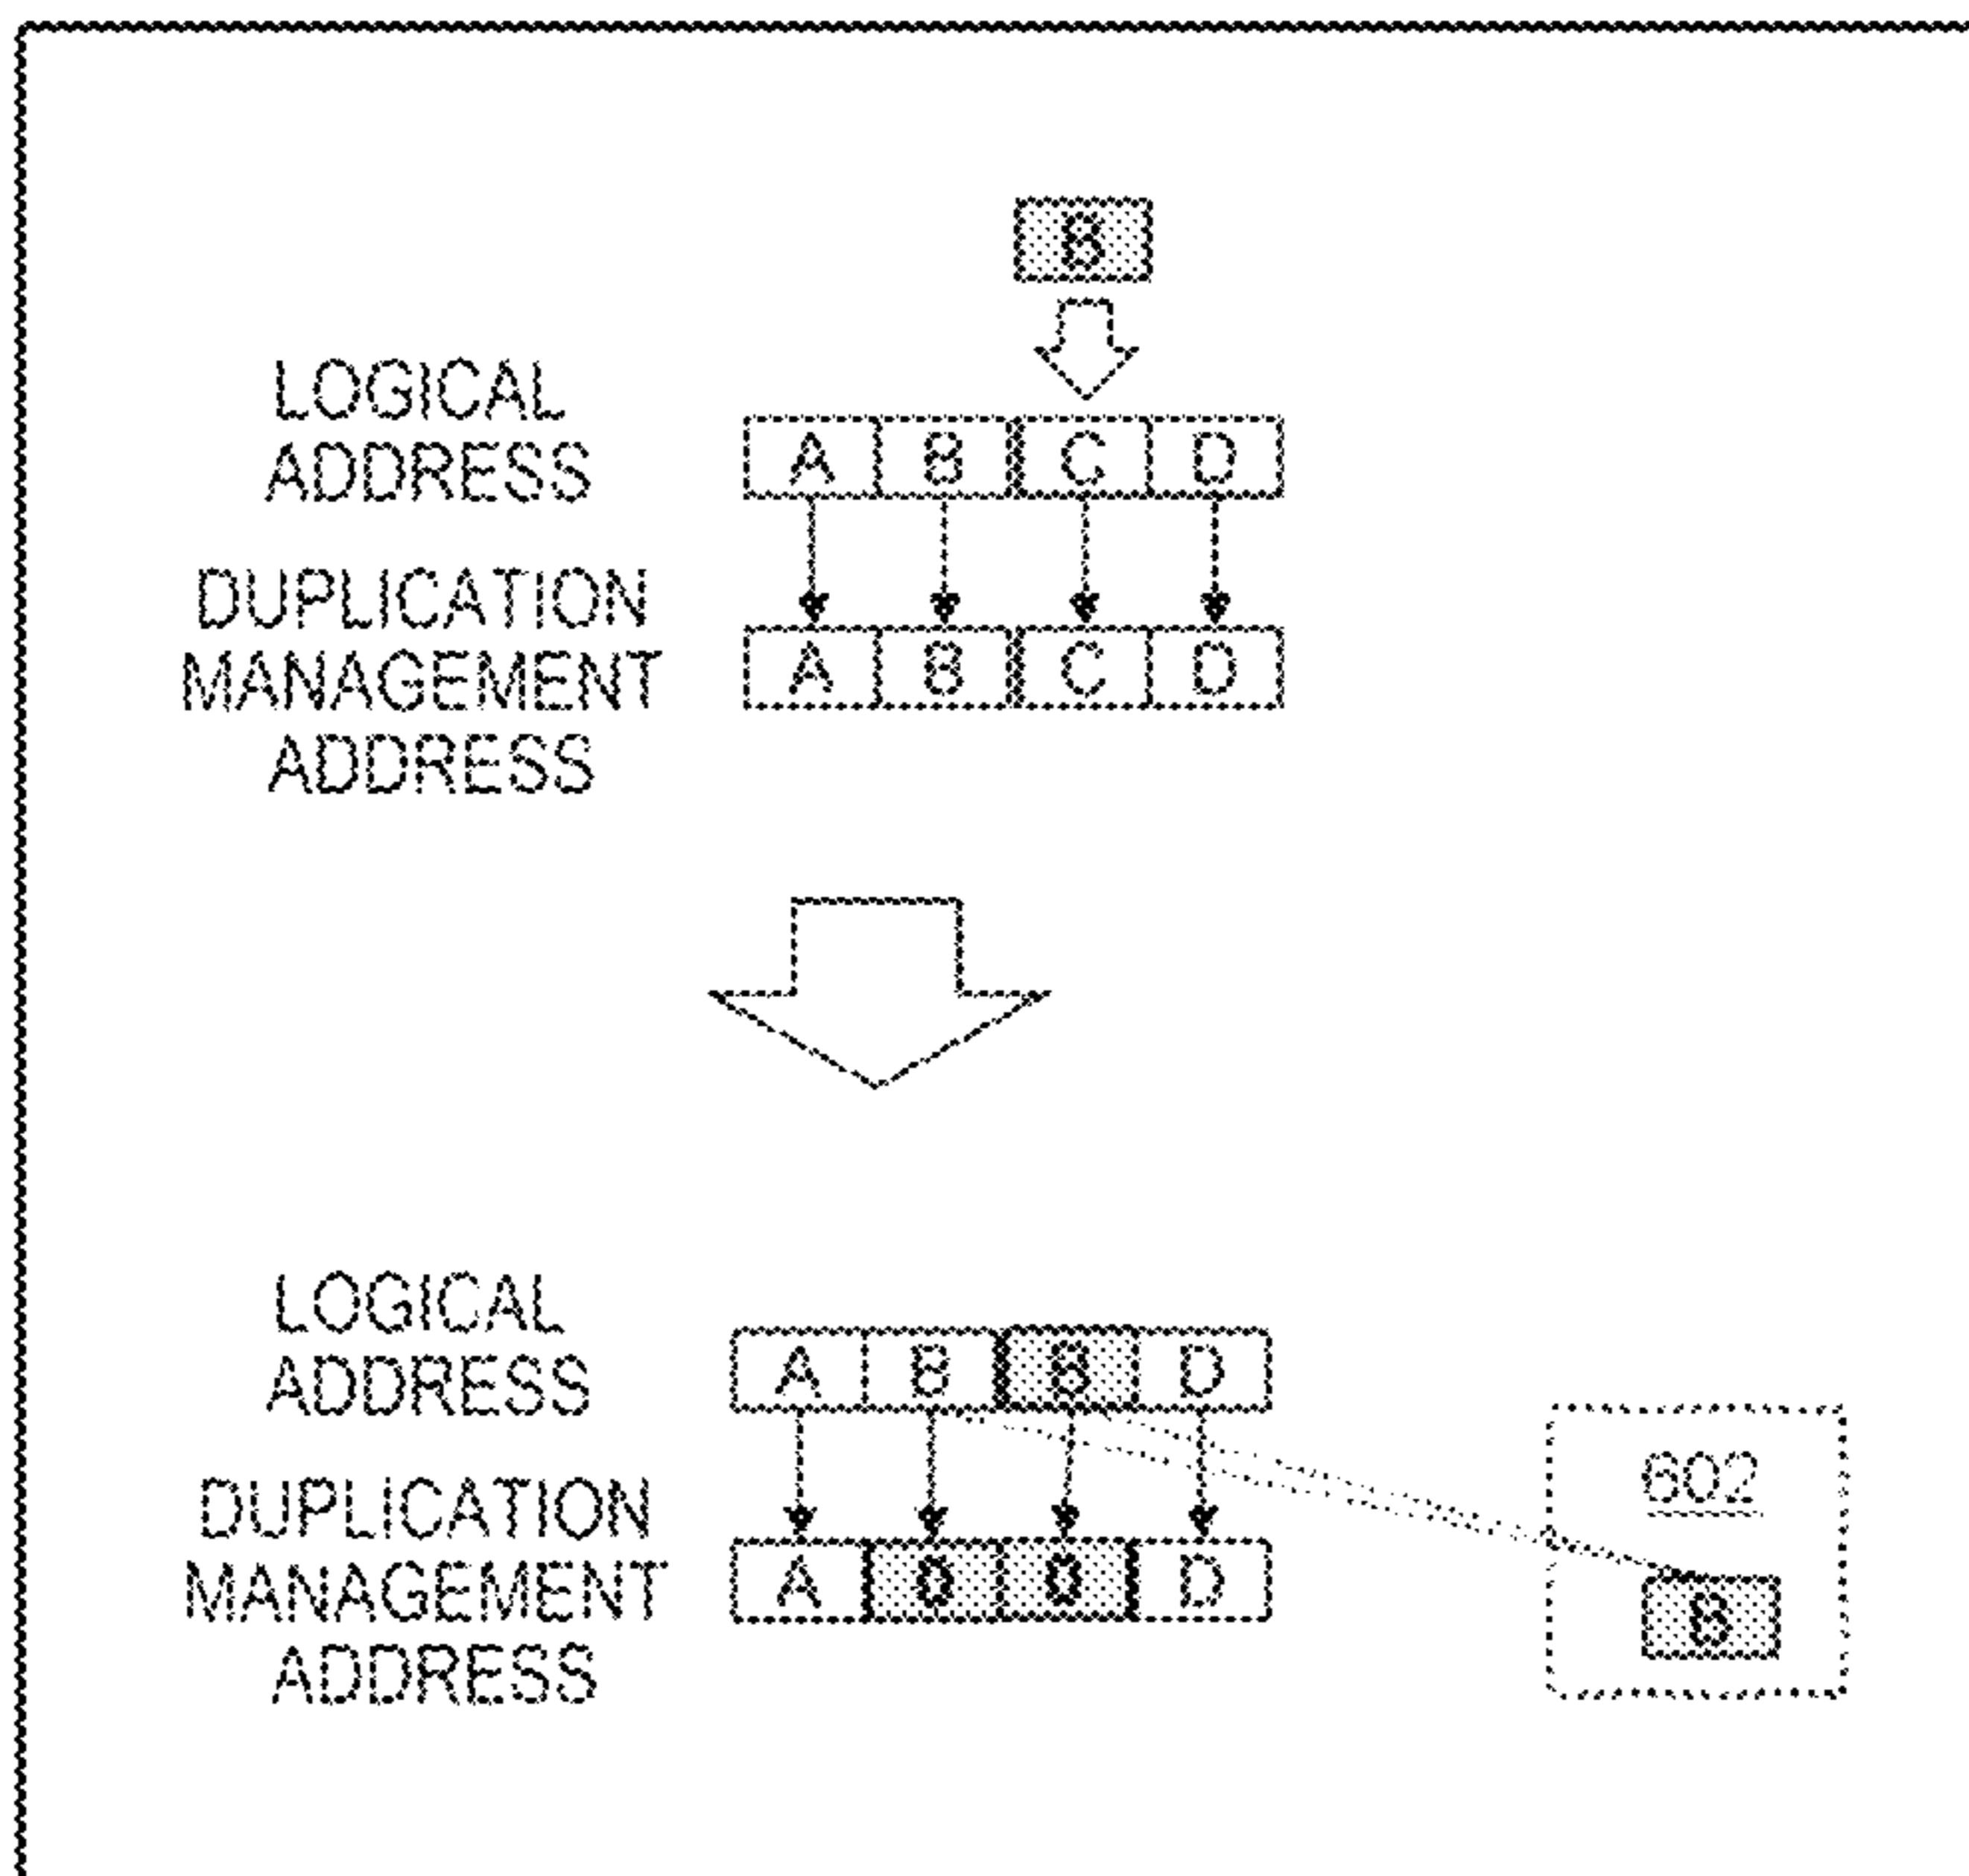 B
LOGICAL
ADDRESS
A B C D
DUPLICATION
MANAGEMENT
ADDRESS
A B C D
LOGICAL
ADDRESS
A B B D
602
DUPLICATION
MANAGEMENT
ADDRESS
A 0 0 D
B